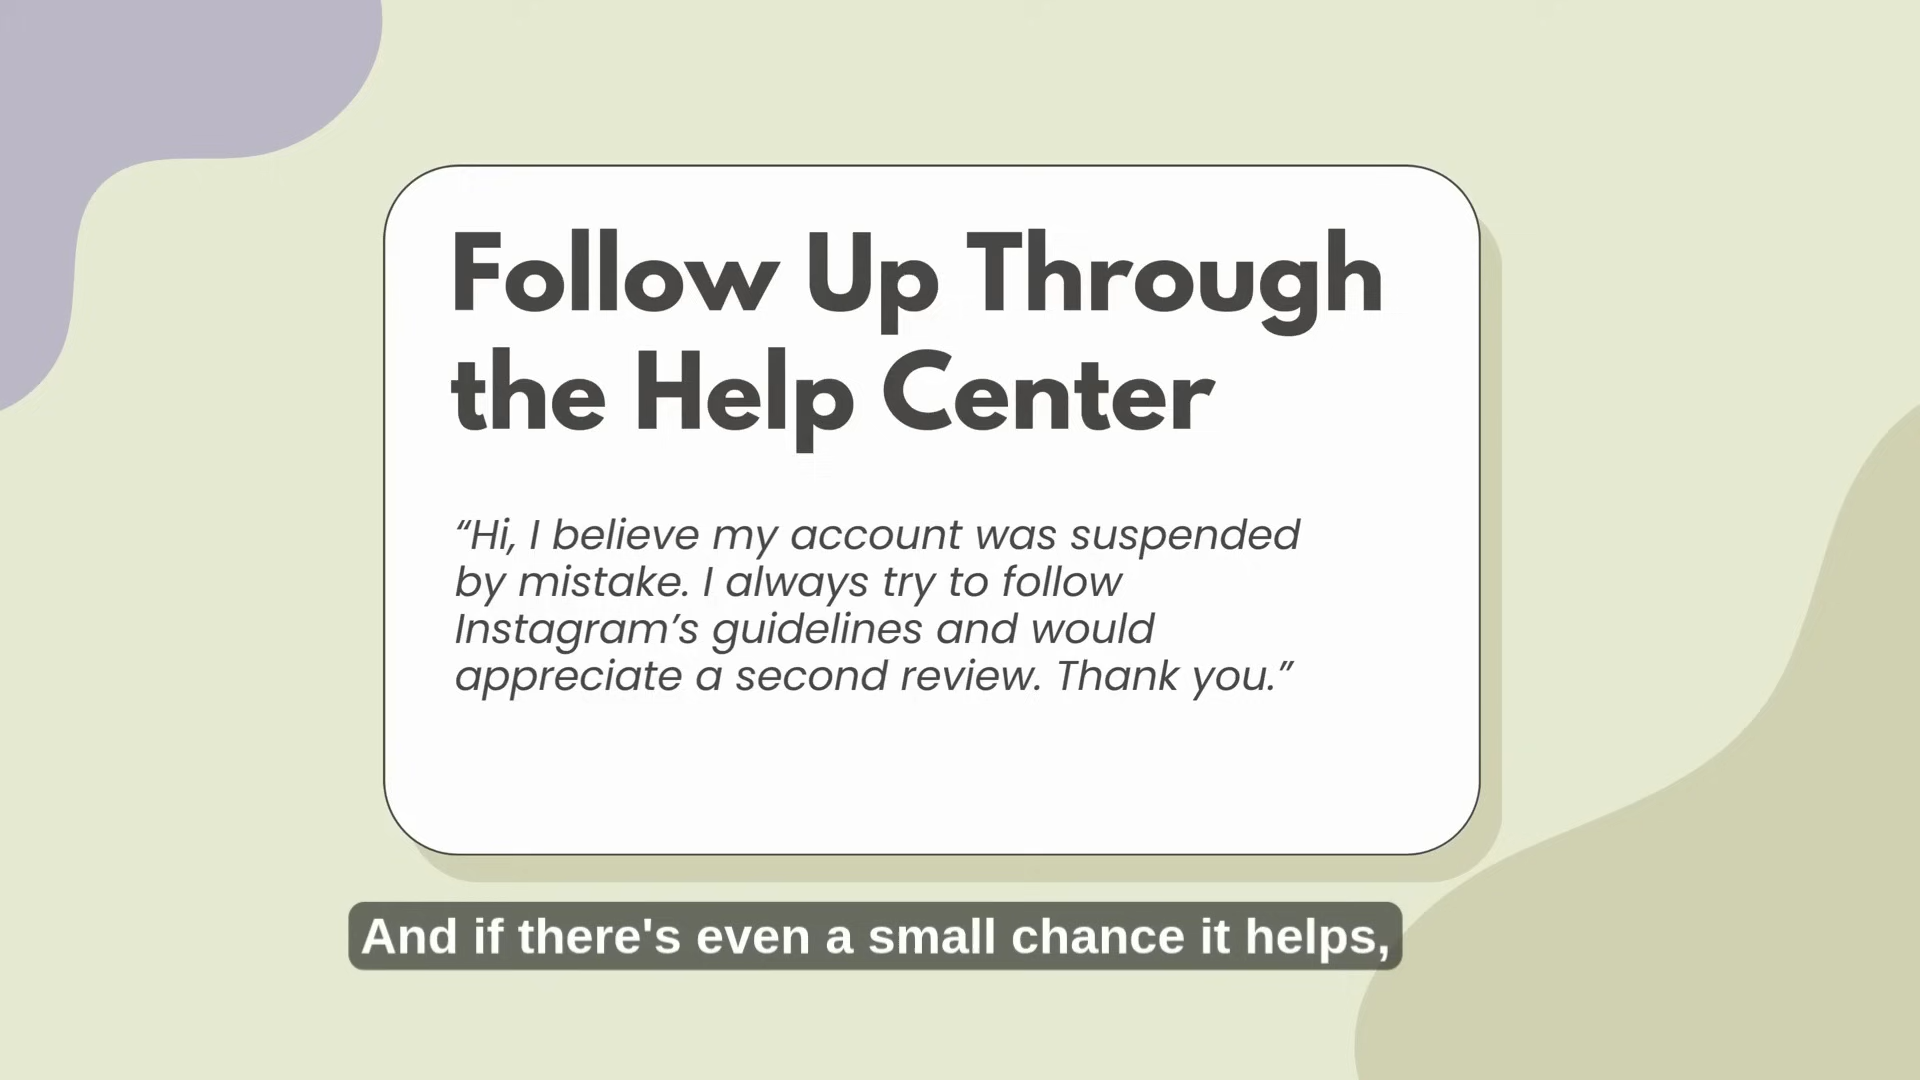 Follow Up Through
the Help Center
“Hi, I believe my account was suspended
by mistake. I always try to follow
Instagram’s guidelines and would
appreciate a second review. Thank you.”
And if there's even a small chance it helps,